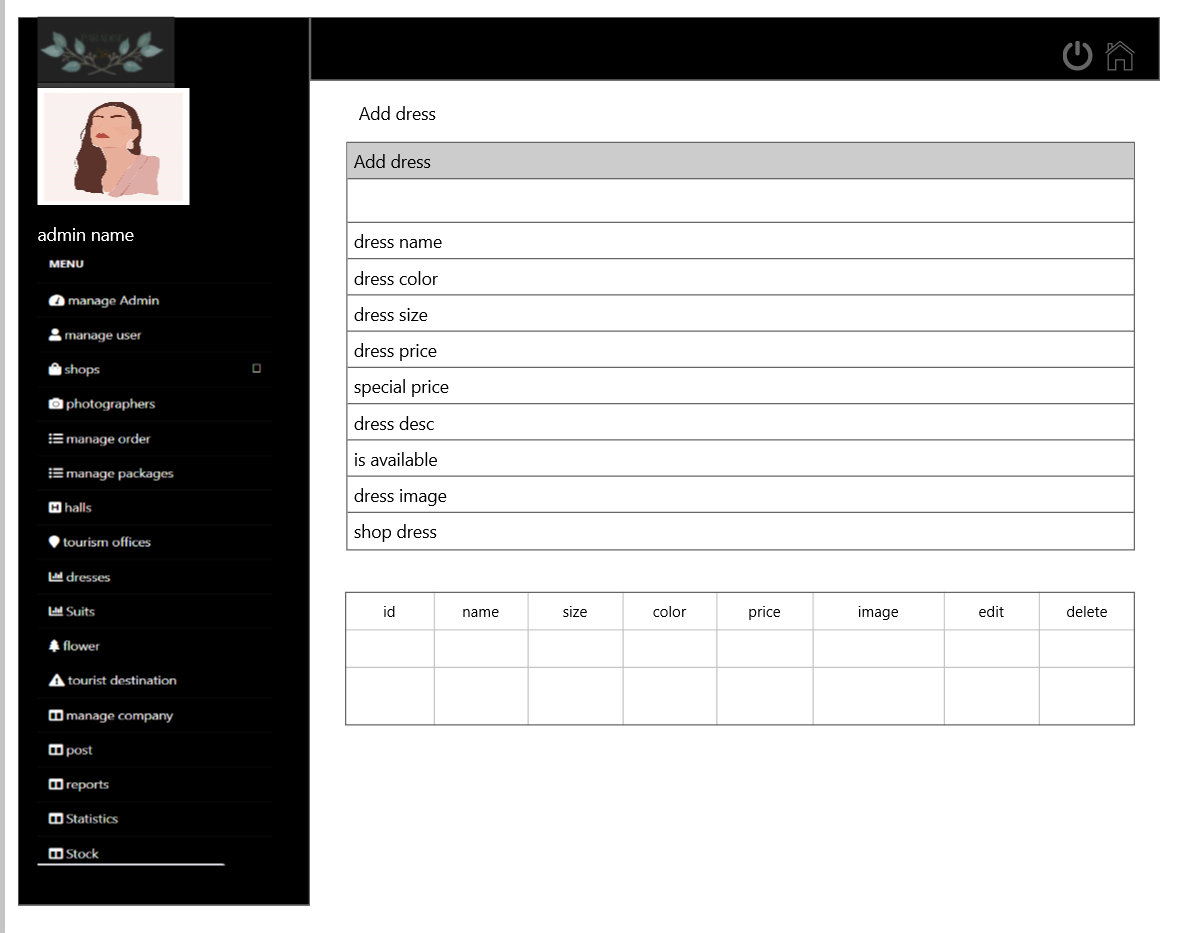 admin name
MENU
manage Admin
manage user
shops
photographers
manage order
manage packages
halls
tourism offices
dresses
Suits
flower
tourist destination
manage company
post
reports
Statistics
Stock
Add dress
Add dress
dress name
dress color
dress size
dress price
special price
dress desc
is available
dress image
shop dress
id name size color price image edit delete